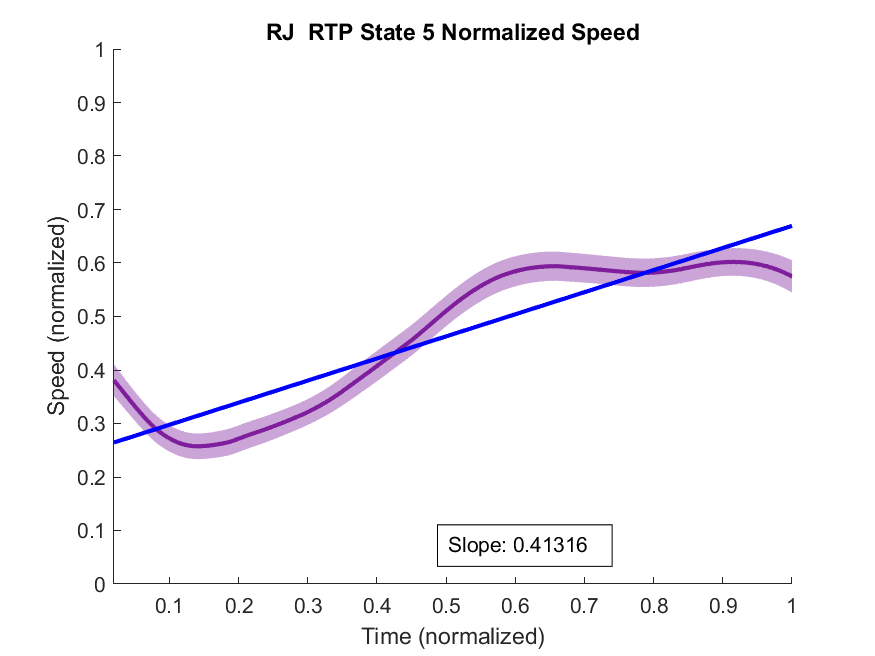 RJ  RTP State 5 Normalized Speed
1
0.9
0.8
0.7
0.6
0.5
0.4
0.3
0.2
0.1
0
Speed (normalized)
Slope: 0.41316
0.1 0.2 0.3 0.4 0.5 0.6 0.7 0.8 0.9 1
Time (normalized)